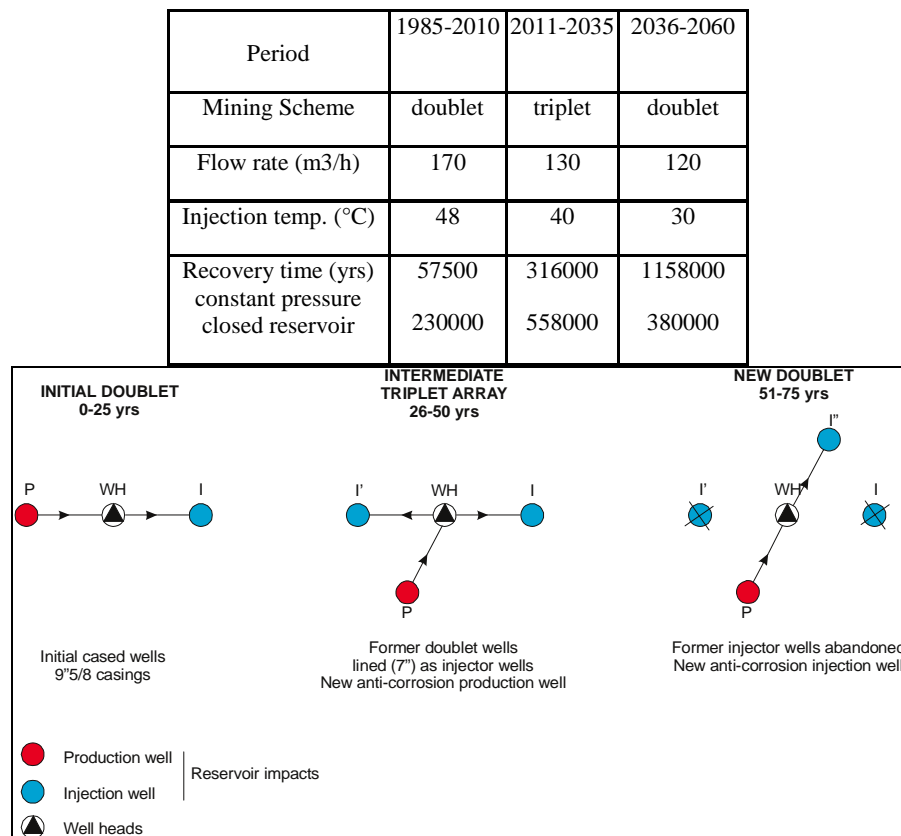 Period 1985-2010 2011-2035 2036-2060
Mining Scheme doublet triplet doublet
Flow rate (m3/h) 170 130 120
Injection temp. (°C) 48 40 30
Recovery time (yrs) 57500 316000 1158000
constant pressure
closed reservoir 230000 558000 380000
INITIAL DOUBLET
0-25 yrs
P WH I
Initial cased wells
9"5/8 casings
INTERMEDIATE
TRIPLET ARRAY
26-50 yrs
I' WH I
P
Former doublet wells
lined (7") as injector wells
New anti-corrosion production well
NEW DOUBLET
51-75 yrs
I"
I' WH I
P
Former injector wells abandoned
New anti-corrosion injection well
Production well
Injection well
Reservoir impacts
Well heads